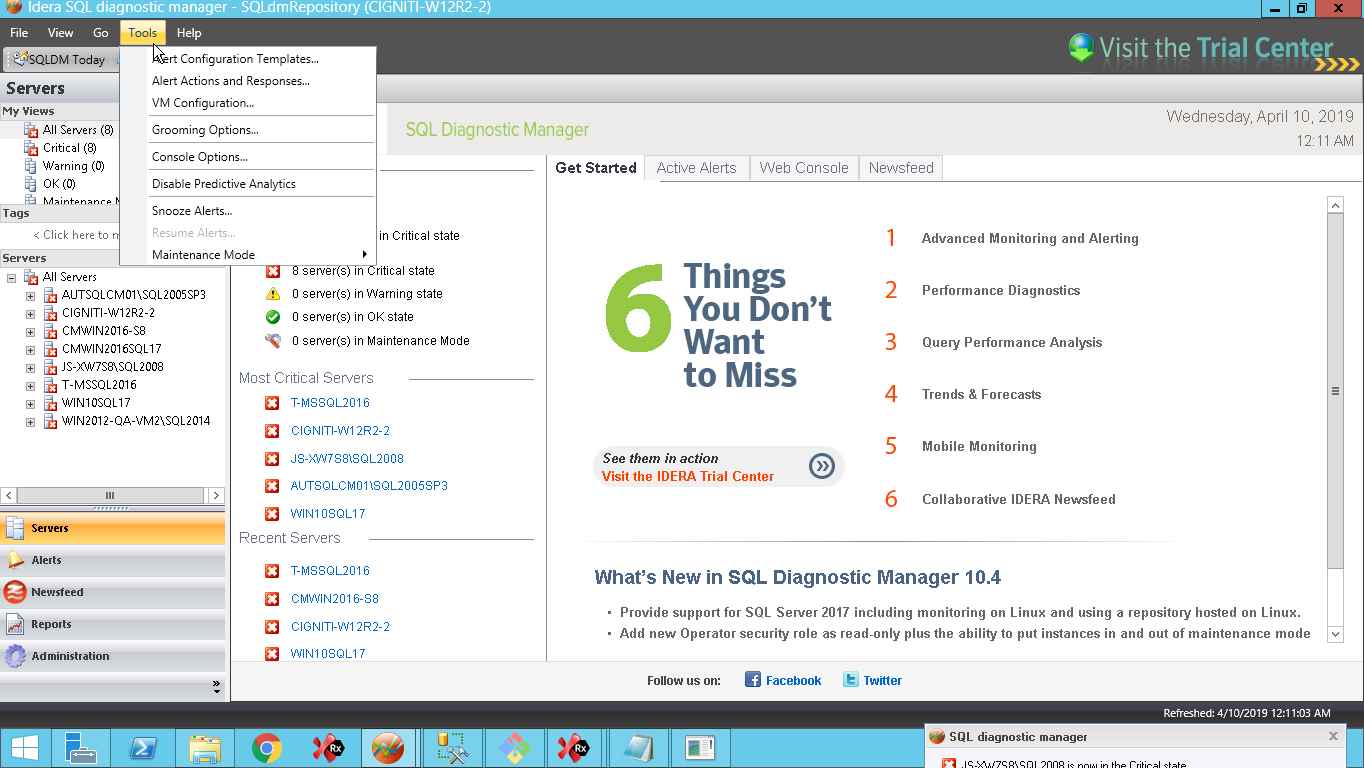 Idera SQL diagnostic manager - SQLdmRepository (CIGNITI-W12R2-2)
File View Go Tools Help
SQLDM Today
Visit the Trial Center
Alert Configuration Templates...
Alert Actions and Responses...
VM Configuration...
Grooming Options...
Console Options...
Disable Predictive Analytics
Snooze Alerts...
Resume Alerts...
Maintenance Mode
Servers
My Views
All Servers (8)
Critical (8)
Warning (0)
OK (0)
Maintenance M
Tags
< Click here to m
Servers
All Servers
AUTSQLCM01\SQL2005SP3
CIGNITI-W12R2-2
CMWIN2016-S8
CMWIN2016SQL17
JS-XW7S8\SQL2008
T-MSSQL2016
WIN10SQL17
WIN2012-QA-VM2\SQL2014
Servers
Alerts
Newsfeed
Reports
Administration
SQL Diagnostic Manager
Wednesday, April 10, 2019
12:11 AM
in Critical state
8 server(s) in Critical state
0 server(s) in Warning state
0 server(s) in OK state
0 server(s) in Maintenance Mode
Most Critical Servers
T-MSSQL2016
CIGNITI-W12R2-2
JS-XW7S8\SQL2008
AUTSQLCM01\SQL2005SP3
WIN10SQL17
Recent Servers
T-MSSQL2016
CMWIN2016-S8
CIGNITI-W12R2-2
WIN10SQL17
Get Started Active Alerts Web Console Newsfeed
6 Things
You Don't
Want
to Miss
See them in action
Visit the IDERA Trial Center
1 Advanced Monitoring and Alerting
2 Performance Diagnostics
3 Query Performance Analysis
4 Trends & Forecasts
5 Mobile Monitoring
6 Collaborative IDERA Newsfeed
What's New in SQL Diagnostic Manager 10.4
• Provide support for SQL Server 2017 including monitoring on Linux and using a repository hosted on Linux.
• Add new Operator security role as read-only plus the ability to put instances in and out of maintenance mode
Follow us on: Facebook Twitter
Refreshed: 4/10/2019 12:11:03 AM
Rx
Rx
SQL diagnostic manager
JS-XW7S8\SQL2008 is now in the Critical state